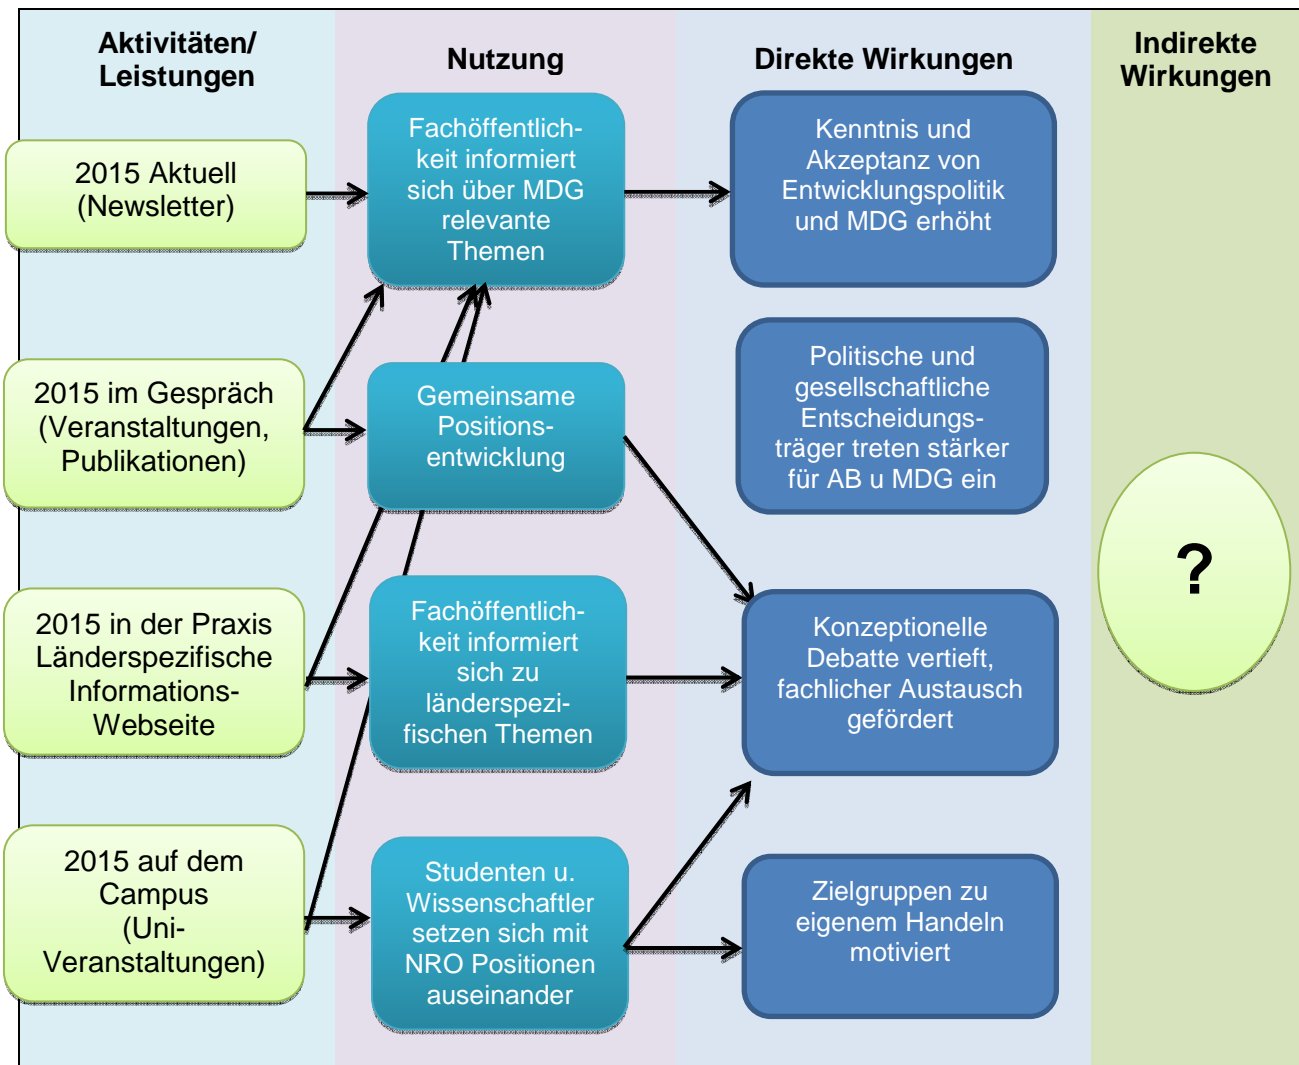 Aktivitäten/
Leistungen
Nutzung
Direkte Wirkungen
Indirekte
Wirkungen
2015 Aktuell
(Newsletter)
2015 im Gespräch
(Veranstaltungen,
Publikationen)
2015 in der Praxis
Länderspezifische
Informations-
Webseite
2015 auf dem
Campus
(Uni-
Veranstaltungen)
Fachöffentlich-
keit informiert
sich über MDG
relevante
Themen
Gemeinsame
Positions-
entwicklung
Fachöffentlich-
keit informiert
sich zu
länderspezi-
fischen Themen
Studenten u.
Wissenschaftler
setzen sich mit
NRO Positionen
auseinander
Kenntnis und
Akzeptanz von
Entwicklungspolitik
und MDG erhöht
Politische und
gesellschaftliche
Entscheidungs-
träger treten stärker
für AB u MDG ein
Konzeptionelle
Debatte vertieft,
fachlicher Austausch
gefördert
Zielgruppen zu
eigenem Handeln
motiviert
?